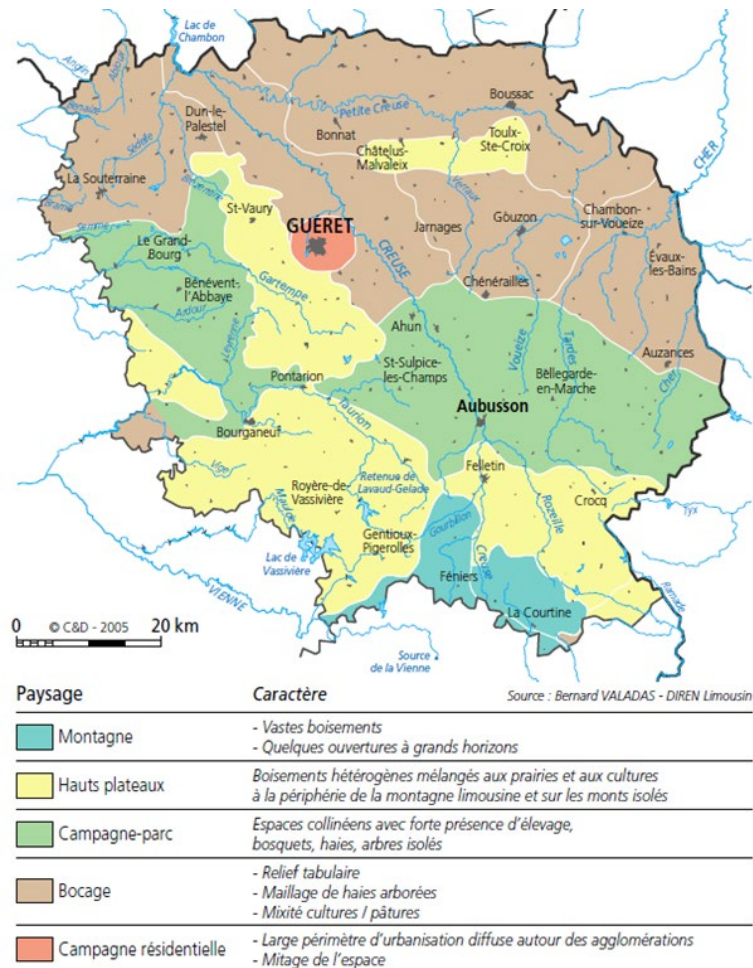 Lac de
Chambon
Anglin
Abloux
Benaize
Sédelle
Petite Creuse
Boussac
Dun-le-
Palestel
Bonnat
Toulx-
Ste-Croix
Châtelus-
Malvaleix
CHER
La Souterraine
Brézentine
Verraux
St-Vaury
GUÉRET
CREUSE
Jarnages
Gouzon
Chambon-
sur-Voueize
Semme
Le Grand-
Bourg
Évaux-
les-Bains
Gartempe
Chénérailles
Bénévent-
l'Abbaye
Ardour
Leyrenne
Ahun
Voueize
Tardes
Auzances
Cher
St-Sulpice-
les-Champs
Bellegarde-
en-Marche
Pontarion
Taurion
Aubusson
Bourganeuf
Felletin
Vige
Royère-de-
Vassivière
Retenue de
Lavaud-Gelade
Rozeille
Crocq
Tyx
Maulde
Gourbillon
Gentioux-
Pigerolles
Creuse
Lac de
Vassivière
Féniers
Ramade
VIENNE
La Courtine
0 © C&D - 2005 20 km
Source
de la Vienne
Paysage Caractère Source : Bernard VALADAS - DIREN Limousin
Montagne
- Vastes boisements
- Quelques ouvertures à grands horizons
Hauts plateaux
Boisements hétérogènes mélangés aux prairies et aux cultures
à la périphérie de la montagne limousine et sur les monts isolés
Campagne-parc
Espaces collinéens avec forte présence d'élevage,
bosquets, haies, arbres isolés
Bocage
- Relief tabulaire
- Maillage de haies arborées
- Mixité cultures / pâtures
Campagne résidentielle
- Large périmètre d'urbanisation diffuse autour des agglomérations
- Mitage de l'espace